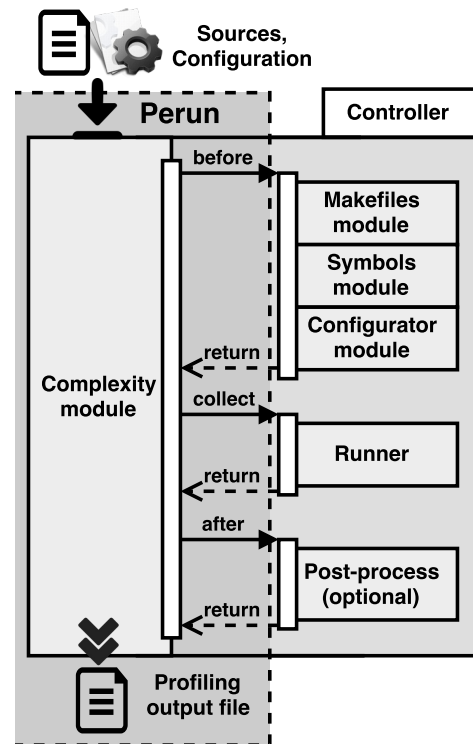 Sources,
Configuration
Perun
Controller
before
Makefiles
module
Symbols
module
Configurator
module
return
Complexity
module
collect
Runner
return
after
Post-process
(optional)
return
Profiling
output file